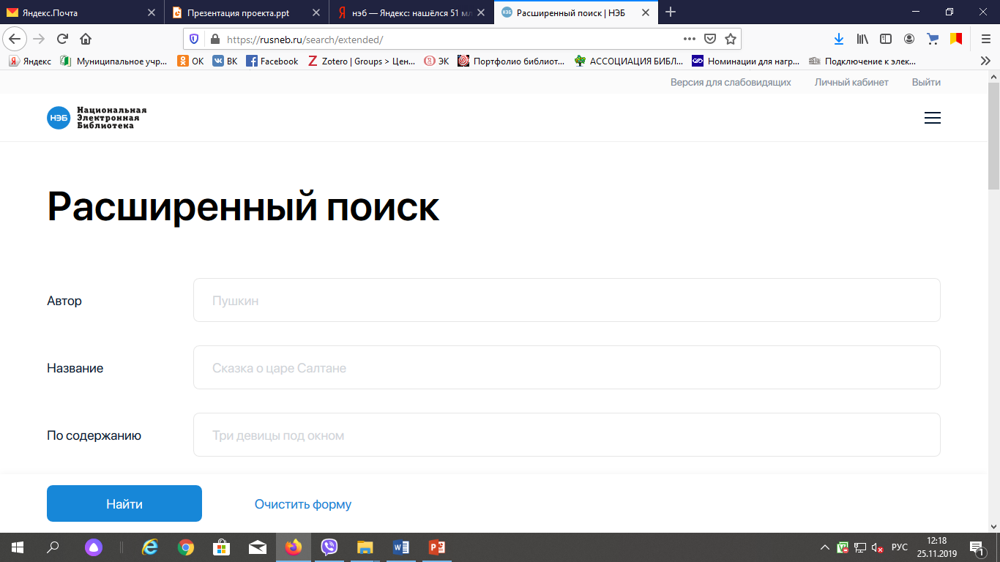 Яндекс.Почта
Презентация проекта.ppt
нэб — Яндекс: нашёлся 51 мл
Расширенный поиск | НЭБ
https://rusneb.ru/search/extended/
Яндекс
Муниципальное учр...
ОК
ВК
Facebook
Zotero | Groups > Цен...
ЭК
Портфолио библиот...
АССОЦИАЦИЯ БИБЛ...
Номинации для нагр...
Подключение к элек...
Версия для слабовидящих
Личный кабинет
Выйти
НЭБ
Национальная
Электронная
Библиотека
Расширенный поиск
Автор
Пушкин
Название
Сказка о царе Салтане
По содержанию
Три девицы под окном
Найти
Очистить форму
РУС
12:18
25.11.2019
1